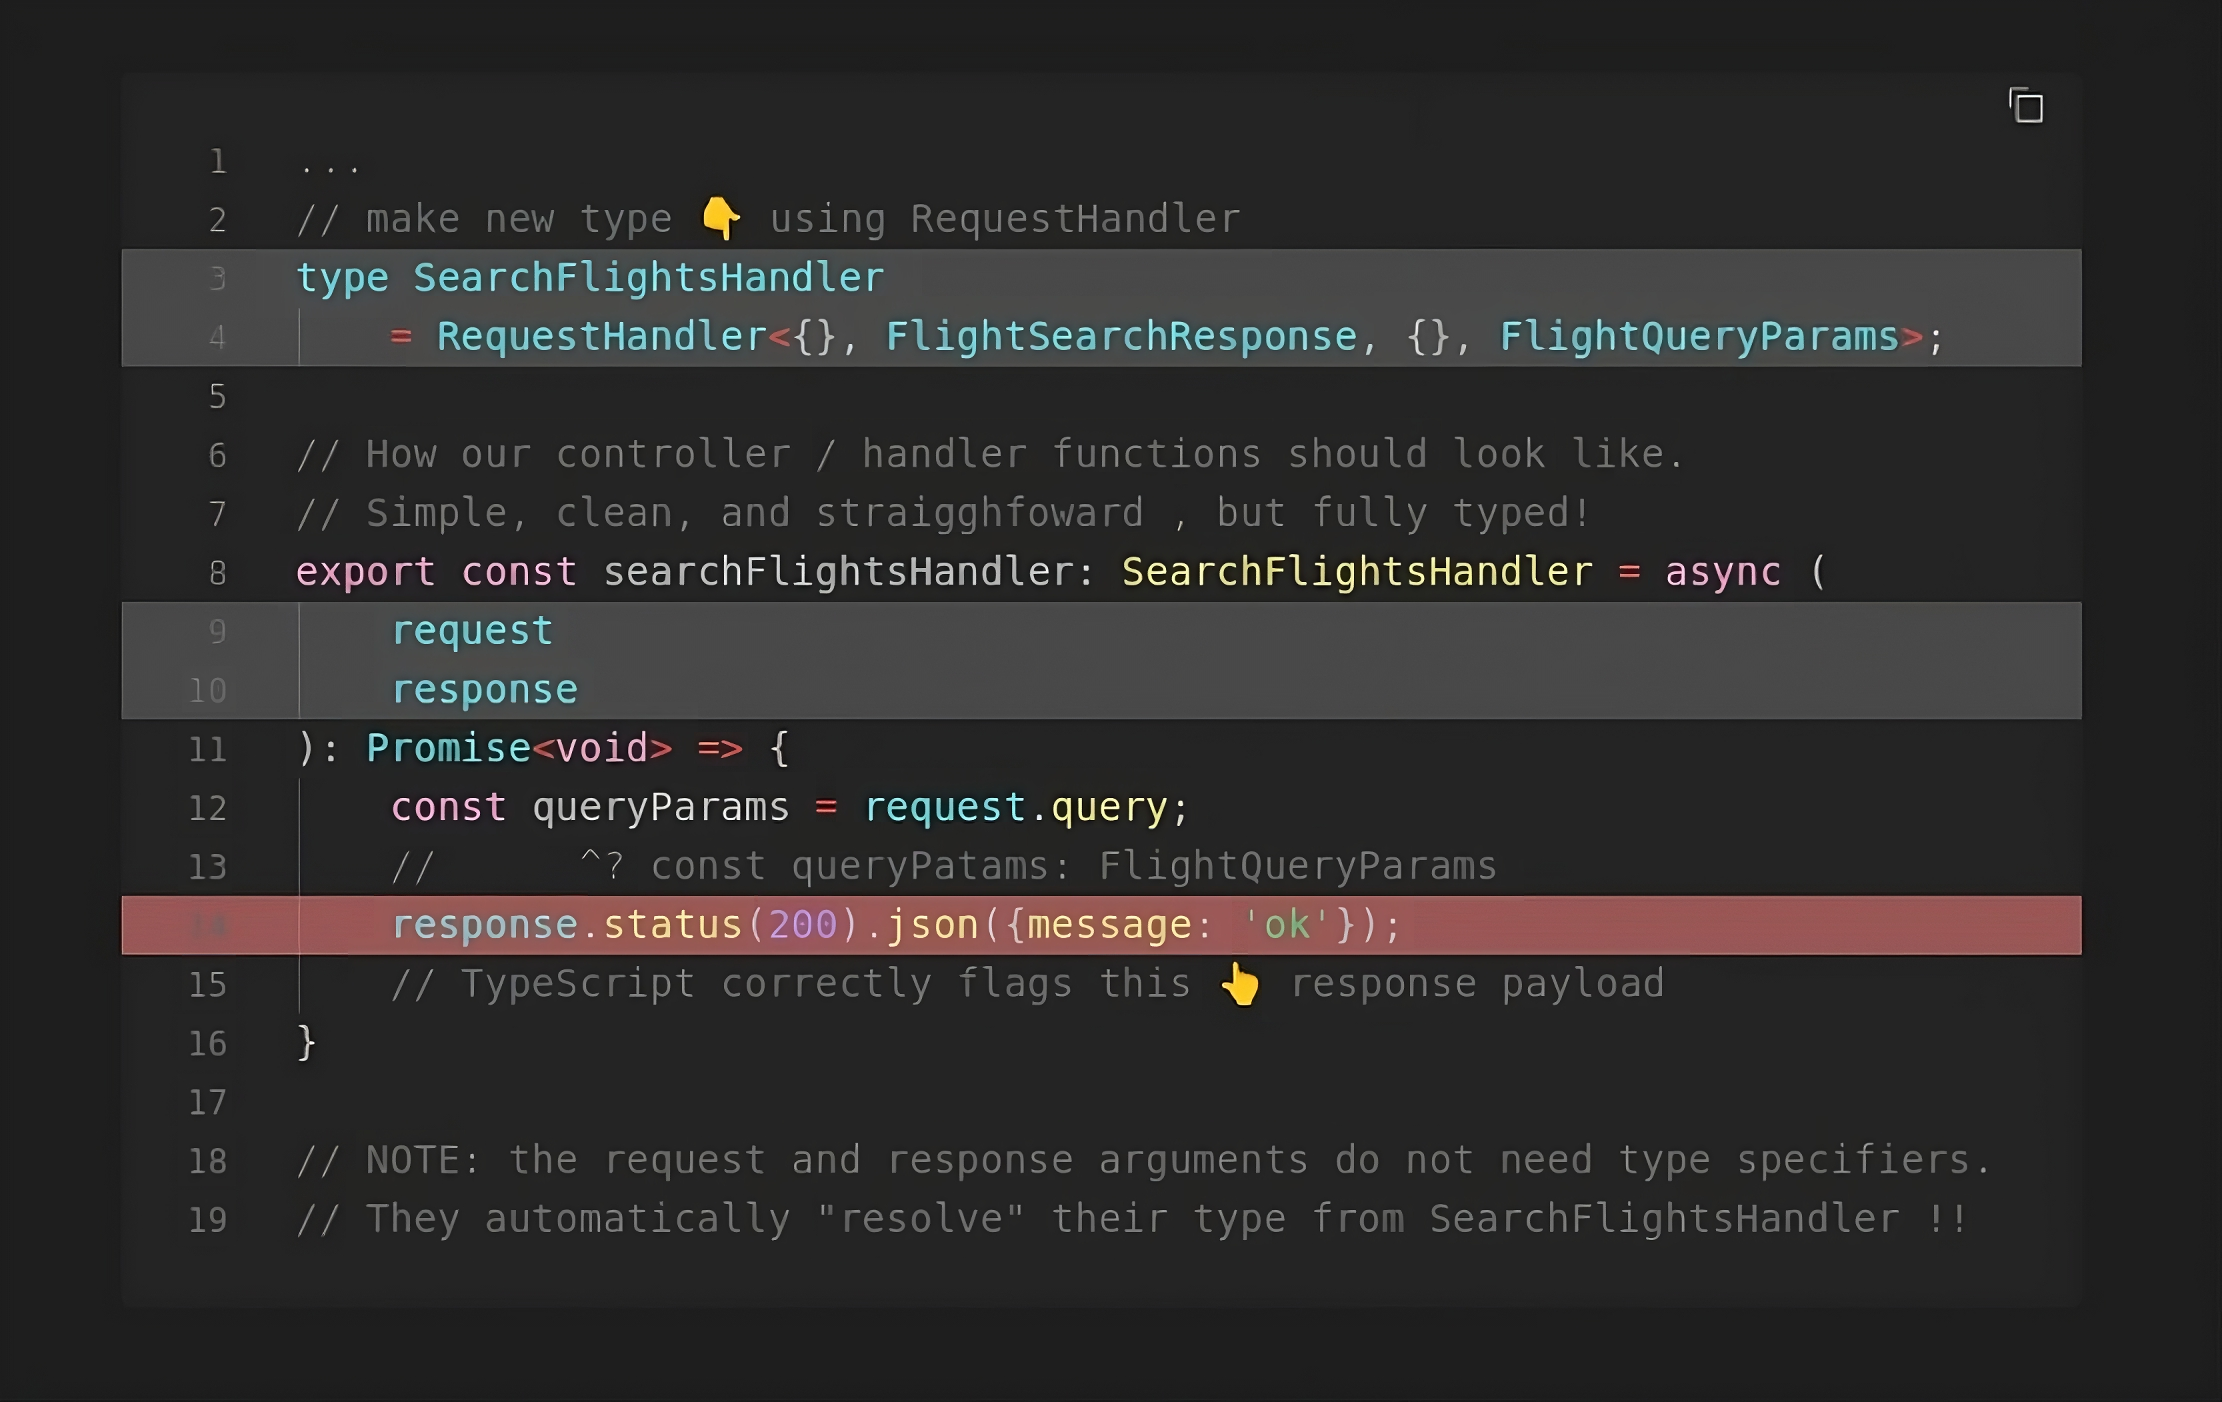 1 ...
2 // make new type 👇 using RequestHandler
3 type SearchFlightsHandler
4     = RequestHandler<{}, FlightSearchResponse, {}, FlightQueryParams>;
5
6 // How our controller / handler functions should look like.
7 // Simple, clean, and straigghfoward , but fully typed!
8 export const searchFlightsHandler: SearchFlightsHandler = async (
9     request
10     response
11 ): Promise<void> => {
12     const queryParams = request.query;
13     //      ^? const queryPatams: FlightQueryParams
14     response.status(200).json({message: 'ok'});
15     // TypeScript correctly flags this 👆 response payload
16 }
17
18 // NOTE: the request and response arguments do not need type specifiers.
19 // They automatically "resolve" their type from SearchFlightsHandler !!